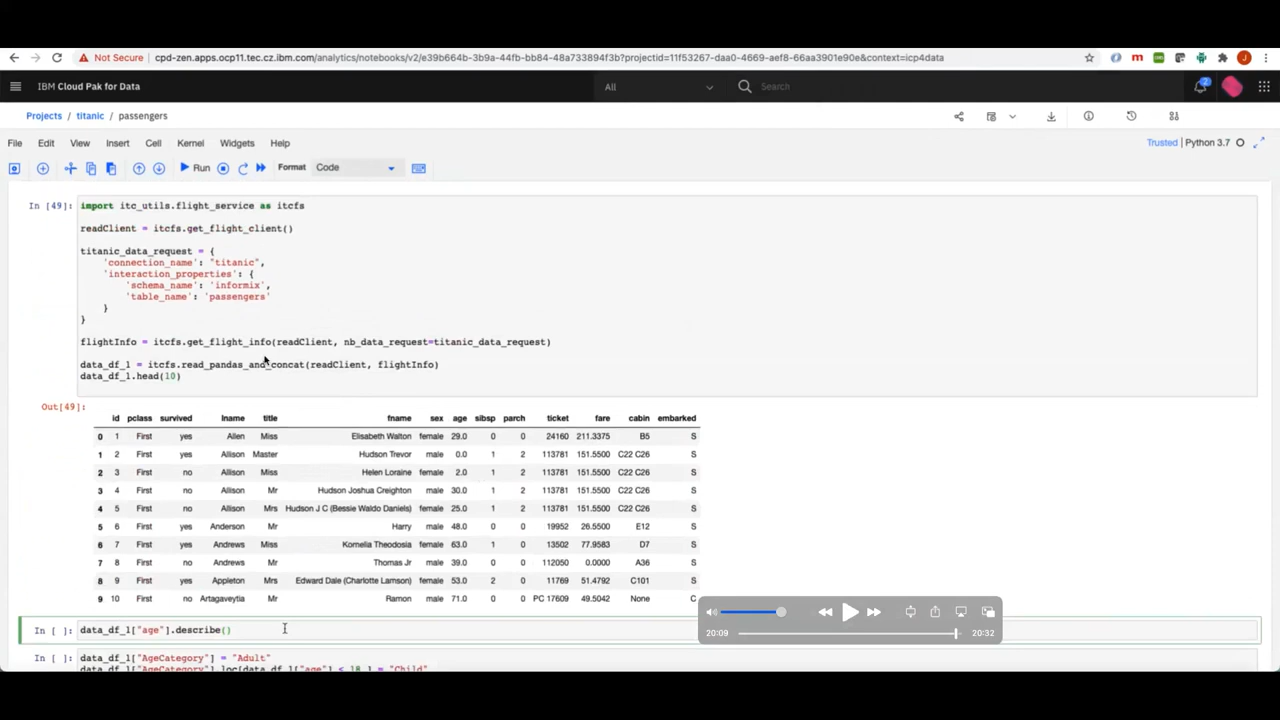 Not Secure cpd-zen.apps.ocp11.tec.cz.ibm.com/analytics/notebooks/v2/e39b664b-3b9a-44fb-bb84-48a733894f3b?projectid=11f53267-daa0-4669-aef8-66aa3901e90e&context=icp4data
IBM Cloud Pak for Data All Search 2
Projects / titanic / passengers
File Edit View Insert Cell Kernel Widgets Help Trusted | Python 3.7
Run Format Code
In [49]: import itc_utils.flight_service as itcfs
readClient = itcfs.get_flight_client()
titanic_data_request = {
'connection_name': "titanic",
'interaction_properties': {
'schema_name': 'informix',
'table_name': 'passengers'
}
}
flightInfo = itcfs.get_flight_info(readClient, nb_data_request=titanic_data_request)
data_df_1 = itcfs.read_pandas_and_concat(readClient, flightInfo)
data_df_1.head(10)
Out[49]:
id pclass survived lname title fname sex age sibsp parch ticket fare cabin embarked
0 1 First yes Allen Miss Elisabeth Walton female 29.0 0 0 24160 211.3375 B5 S
1 2 First yes Allison Master Hudson Trevor male 0.0 1 2 113781 151.5500 C22 C26 S
2 3 First no Allison Miss Helen Loraine female 2.0 1 2 113781 151.5500 C22 C26 S
3 4 First no Allison Mr Hudson Joshua Creighton male 30.0 1 2 113781 151.5500 C22 C26 S
4 5 First no Allison Mrs Hudson J C (Bessie Waldo Daniels) female 25.0 1 2 113781 151.5500 C22 C26 S
5 6 First yes Anderson Mr Harry male 48.0 0 0 19952 26.5500 E12 S
6 7 First yes Andrews Miss Kornelia Theodosia female 63.0 1 0 13502 77.9583 D7 S
7 8 First no Andrews Mr Thomas Jr male 39.0 0 0 112050 0.0000 A36 S
8 9 First yes Appleton Mrs Edward Dale (Charlotte Lamson) female 53.0 2 0 11769 51.4792 C101 S
9 10 First no Artagaveytia Mr Ramon male 71.0 0 0 PC 17609 49.5042 None C
20:09 20:32
In [ ]: data_df_1["age"].describe()
In [ ]: data_df_1["AgeCategory"] = "Adult"
data_df_1["AgeCategory"].loc[data_df_1["age"] < 18 ] = "Child"